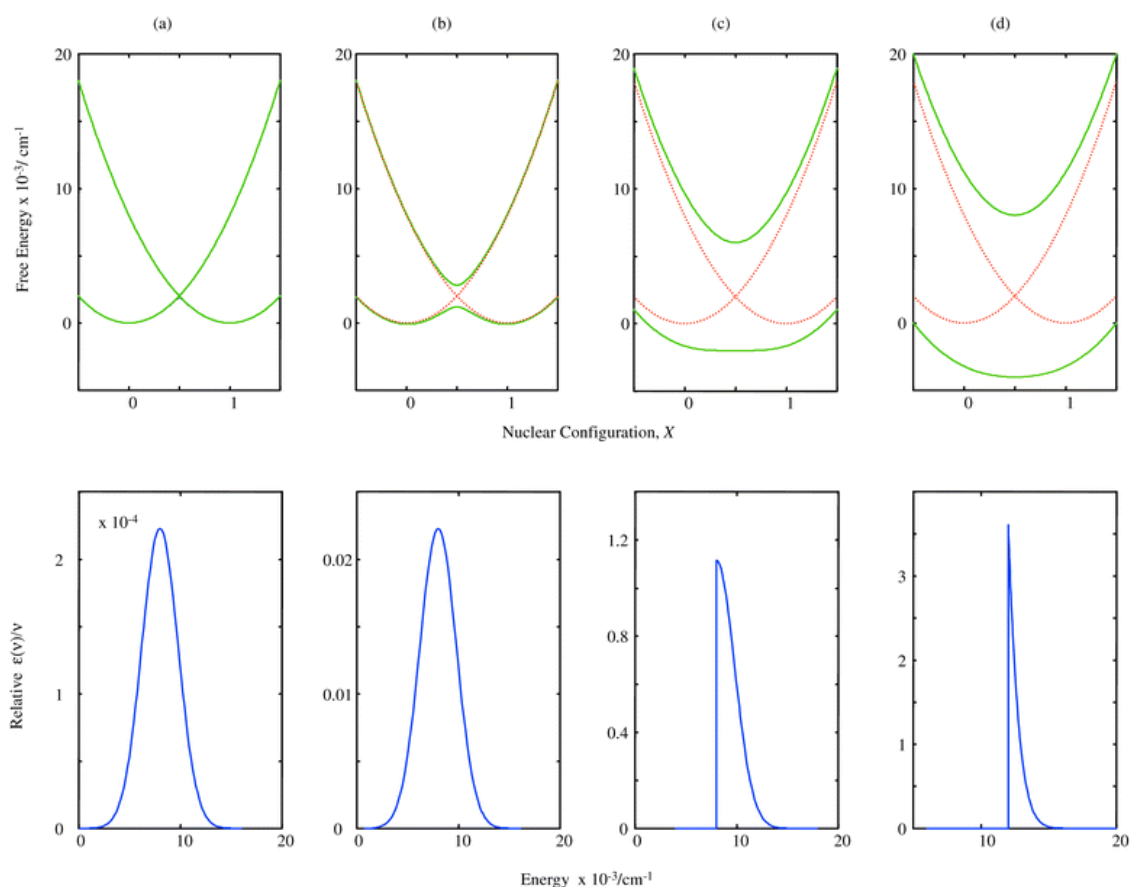 (a) (b) (c) (d)
Free Energy x 10⁻³/ cm⁻¹
20 20 20 20
10 10 10 10
0 0 0 0
0 1 0 1 0 1 0 1
Nuclear Configuration, X
Relative ε(ν)/ν
x 10⁻⁴
2 0.02 1.2 3
1 0.01 0.8 2
0.4 1
0 0 0 0
0 10 20 0 10 20 0 10 20 10 20
Energy x 10⁻³/cm⁻¹